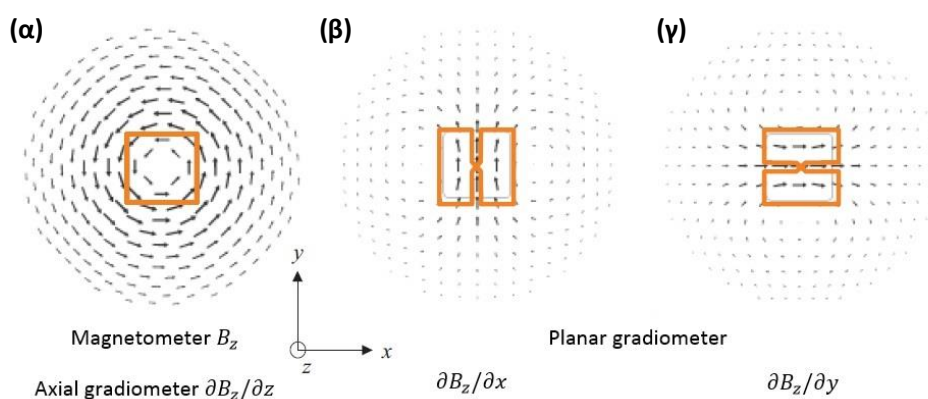 (α)
(β)
(γ)
y
x
z
Magnetometer B_z
Planar gradiometer
Axial gradiometer ∂B_z/∂z
∂B_z/∂x
∂B_z/∂y